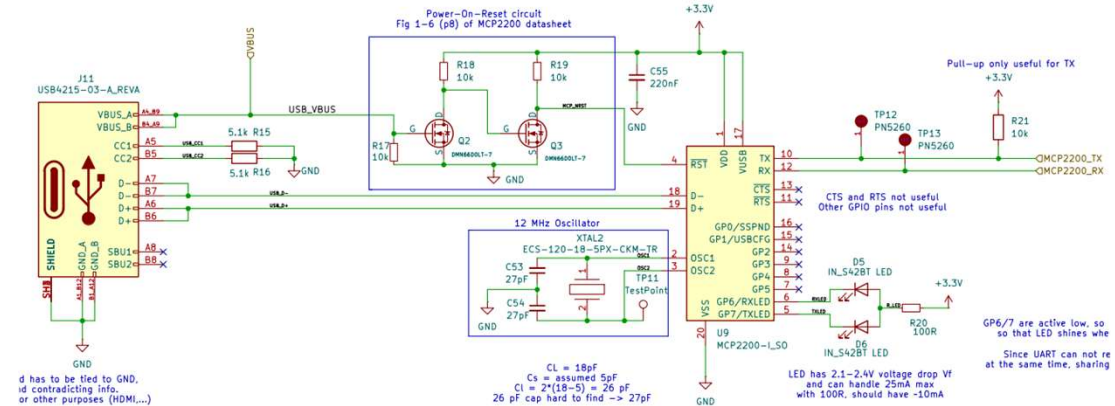 Power-On-Reset circuit
Fig 1-6 (p8) of MCP2200 datasheet
+3.3V
VBUS
J11
USB4215-03-A_REVA
VBUS_A A4_B9
VBUS_B B4_A9
CC1 A5
CC2 B5
D- A7
D- B7
D+ A6
D+ B6
SBU1 A8
SBU2 B8
SHIELD
GND_A
GND_B
SH1
A1_B12
B1_A12
GND
USB_VBUS
USB_CC1
USB_CC2
5.1k R15
5.1k R16
GND
USB_D-
USB_D+
R18
10k
R19
10k
R17
10k
G
D
S
Q2
DMN6600LT-7
G
D
S
Q3
DMN6600LT-7
GND
MCP_NRST
C55
220nF
GND
12 MHz Oscillator
XTAL2
ECS-120-18-5PX-CKM-TR
C53
27pF
C54
27pF
1
2
TP11
TestPoint
OSC1
OSC2
GND
CL = 18pF
Cs = assumed 5pF
Cl = 2*(18-5) = 26 pF
26 pF cap hard to find -> 27pF
1
17
VDD
VUSB
4 RST
18 D-
19 D+
2 OSC1
3 OSC2
TX 10
RX 12
CTS 13
RTS 11
GP0/SSPND 16
GP1/USBCFG 15
GP2 14
GP3 9
GP4 8
GP5 7
GP6/RXLED 6
GP7/TXLED 5
VSS
20
U9
MCP2200-I_SO
GND
Pull-up only useful for TX
+3.3V
TP12
PN5260
TP13
PN5260
R21
10k
MCP2200_TX
MCP2200_RX
CTS and RTS not useful
Other GPIO pins not useful
D5
IN_S42BT LED
RXLED
TXLED
R_LED
+3.3V
R20
100R
D6
IN_S42BT LED
LED has 2.1-2.4V voltage drop Vf
and can handle 25mA max
with 100R, should have ~10mA
GP6/7 are active low, so
so that LED shines whe
Since UART can not re
at the same time, sharing
d has to be tied to GND,
d contradicting info.
or other purposes (HDMI,...)